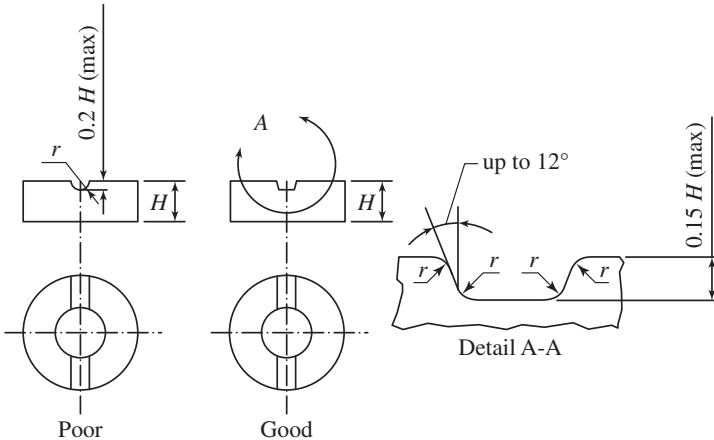 0.2 H (max)
r
H
Poor
A
H
Good
up to 12°
r
r
r
r
0.15 H (max)
Detail A-A